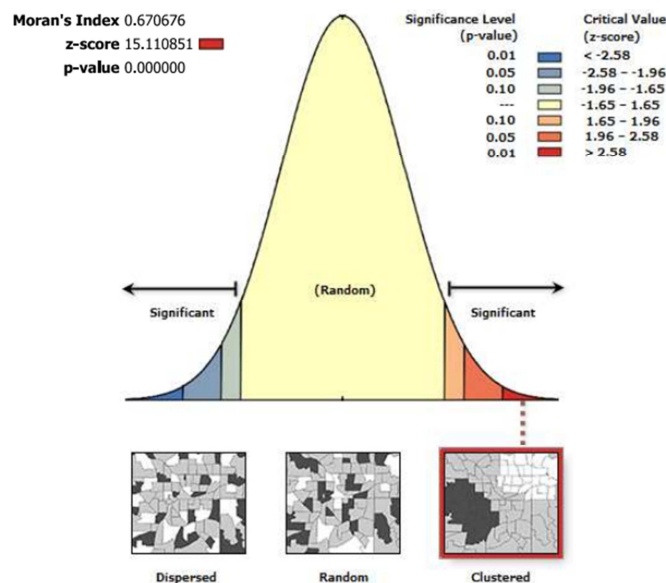 Moran's Index 0.670676
z-score 15.110851
p-value 0.000000
Significance Level
(p-value)
Critical Value
(z-score)
0.01 < -2.58
0.05 -2.58 – -1.96
0.10 -1.96 – -1.65
--- -1.65 – 1.65
0.10 1.65 – 1.96
0.05 1.96 – 2.58
0.01 > 2.58
(Random)
Significant
Significant
Dispersed
Random
Clustered